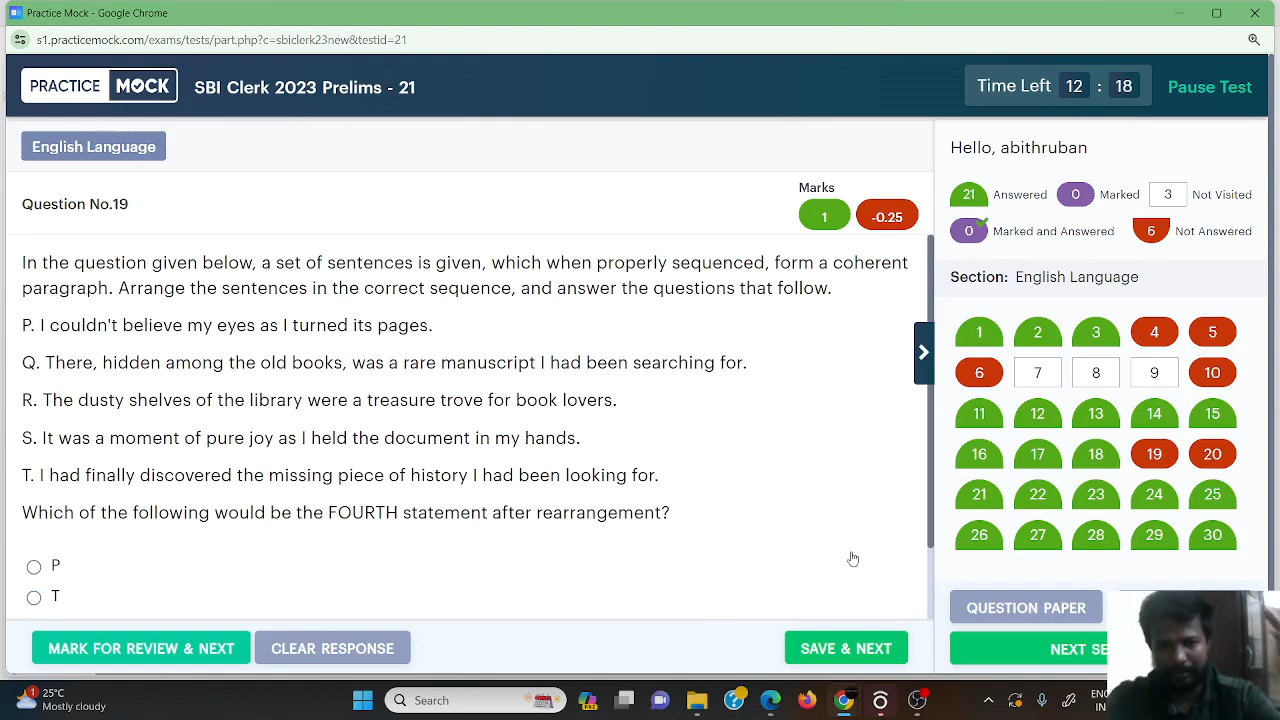 Practice Mock - Google Chrome
s1.practicemock.com/exams/tests/part.php?c=sbiclerk23new&testid=21
PRACTICE MOCK
SBI Clerk 2023 Prelims - 21
Time Left 12 : 18
Pause Test
English Language
Hello, abithruban
Question No.19
Marks
1 -0.25
21 Answered 0 Marked 3 Not Visited
0 Marked and Answered 6 Not Answered
Section: English Language
In the question given below, a set of sentences is given, which when properly sequenced, form a coherent
paragraph. Arrange the sentences in the correct sequence, and answer the questions that follow.
P. I couldn't believe my eyes as I turned its pages.
Q. There, hidden among the old books, was a rare manuscript I had been searching for.
R. The dusty shelves of the library were a treasure trove for book lovers.
S. It was a moment of pure joy as I held the document in my hands.
T. I had finally discovered the missing piece of history I had been looking for.
Which of the following would be the FOURTH statement after rearrangement?
P
T
1 2 3 4 5
6 7 8 9 10
11 12 13 14 15
16 17 18 19 20
21 22 23 24 25
26 27 28 29 30
QUESTION PAPER
MARK FOR REVIEW & NEXT
CLEAR RESPONSE
SAVE & NEXT
NEXT SE
1 25°C
Mostly cloudy
Search
PRE
ENG
IN